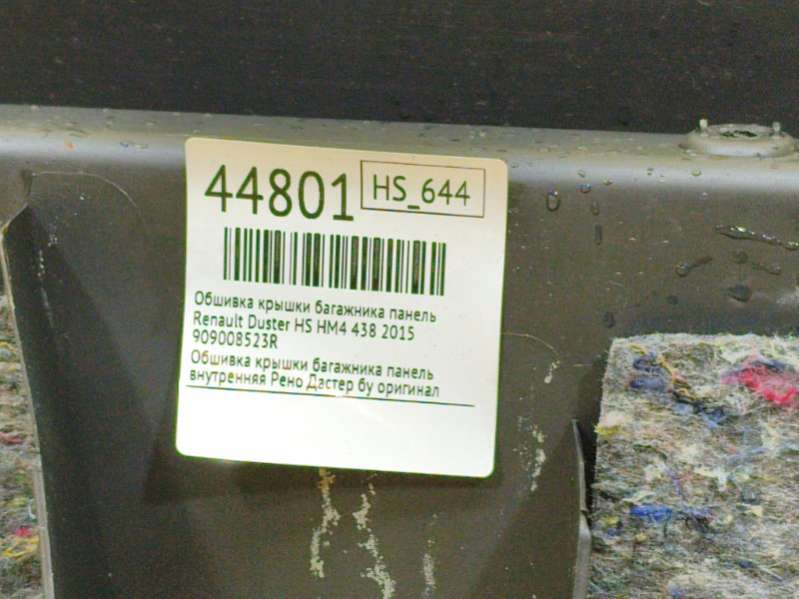 44801 HS_644
Обшивка крышки багажника панель
Renault Duster HS HM4 438 2015
909008523R
Обшивка крышки багажника панель
внутренняя Рено Дастер бу оригинал